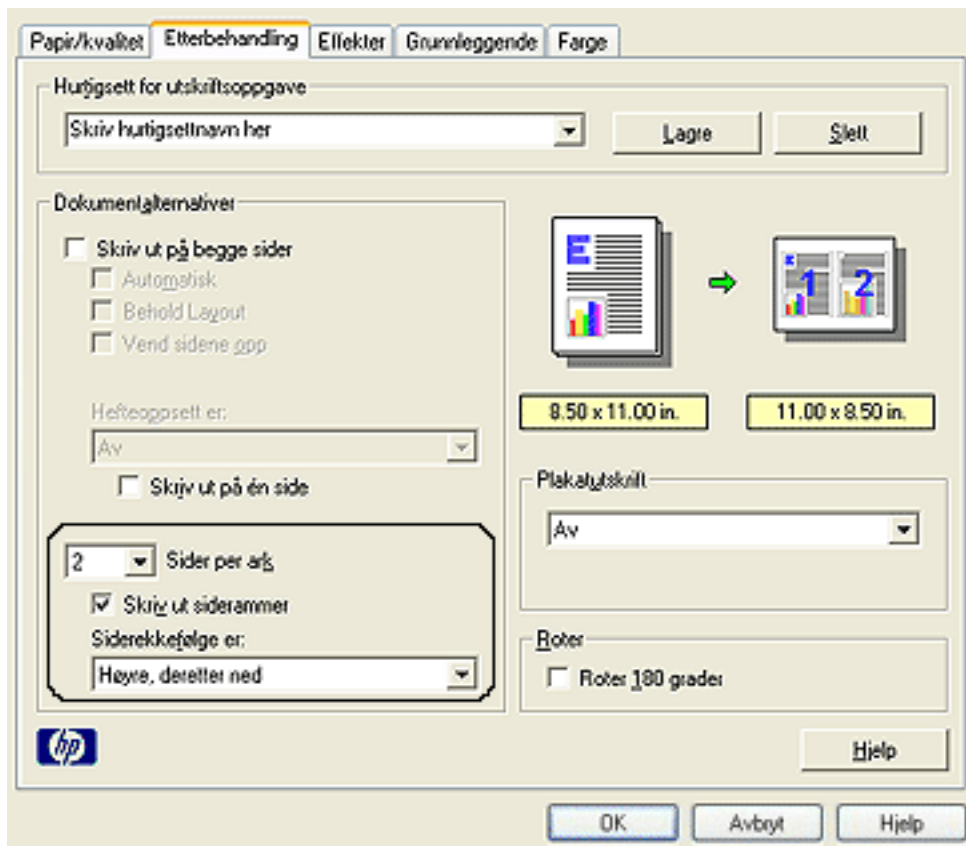 Papir/kvalitet Etterbehandling Effekter Grunnleggende Farge
Hurtigsett for utskriftsoppgave
Skriv hurtigsettnavn her Lagre Slett
Dokumentalternativer
Skriv ut på begge sider
Automatisk
Behold Layout
Vend sidene opp
E
1 2
8.50 x 11.00 in. 11.00 x 8.50 in.
Hefteoppsett er:
Av
Skriv ut på én side
Plakatutskrift
Av
2 Sider per ark
Skriv ut siderammer
Siderekkefølge er:
Høyre, deretter ned
Roter
Roter 180 grader
hp
Hjelp
OK Avbryt Hjelp